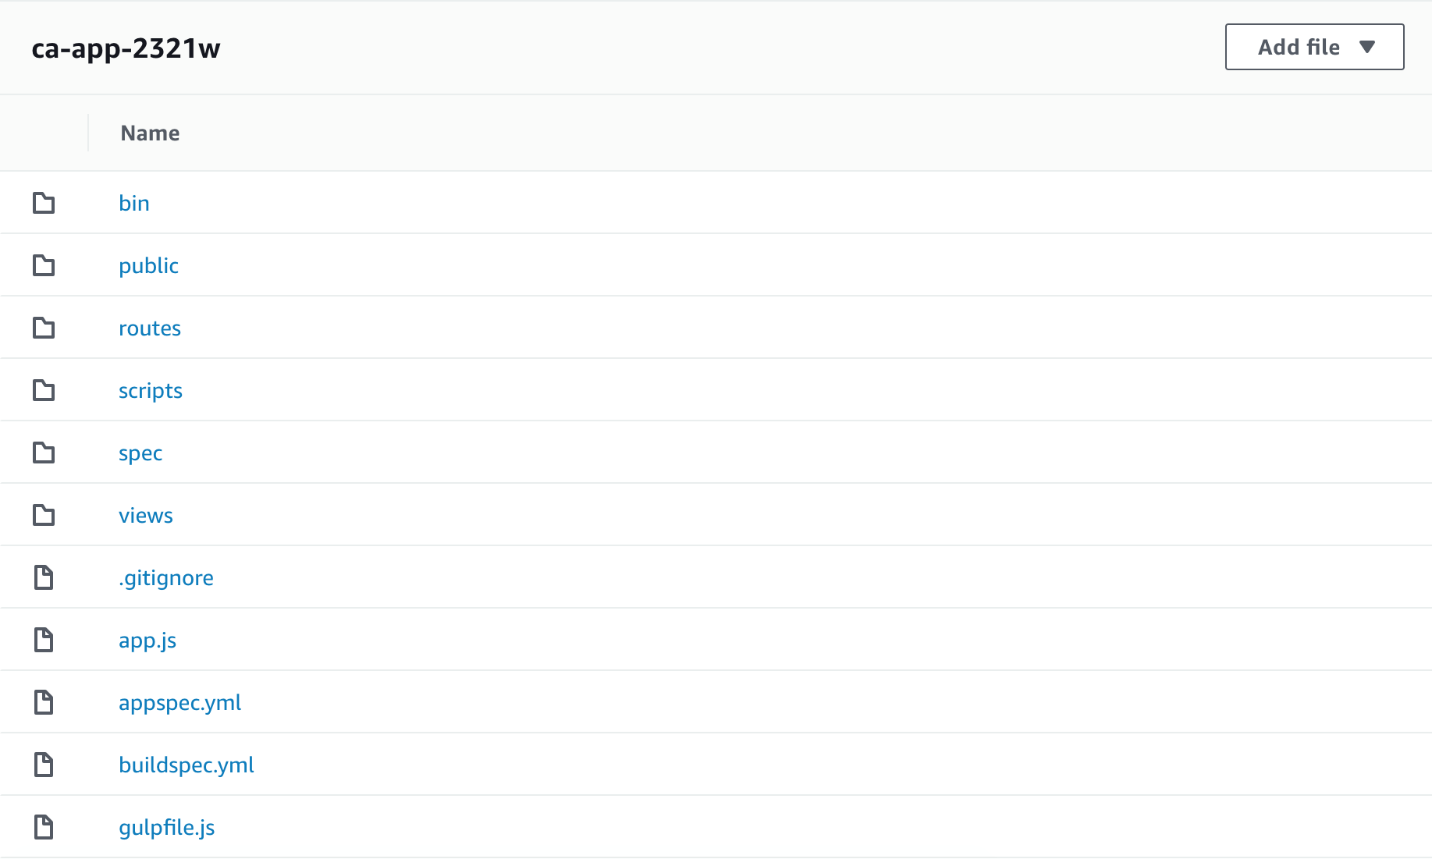 ca-app-2321w
Add file
Name
bin
public
routes
scripts
spec
views
.gitignore
app.js
appspec.yml
buildspec.yml
gulpfile.js